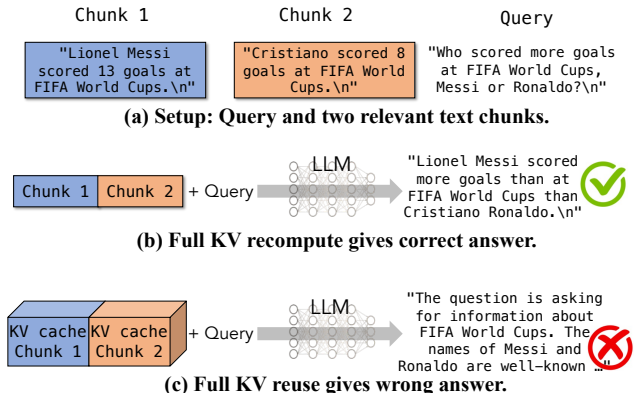 Chunk 1
Chunk 2
Query
"Lionel Messi
scored 13 goals at
FIFA World Cups.\n"
"Cristiano scored 8
goals at FIFA World
Cups.\n"
"Who scored more goals
at FIFA World Cups,
Messi or Ronaldo?\n"
(a) Setup: Query and two relevant text chunks.
Chunk 1
Chunk 2
+ Query
LLM
"Lionel Messi scored
more goals than at
FIFA World Cups than
Cristiano Ronaldo.\n"
(b) Full KV recompute gives correct answer.
KV cache
Chunk 1
KV cache
Chunk 2
+ Query
LLM
"The question is asking
for information about
FIFA World Cups. The
names of Messi and
Ronaldo are well-known …"
(c) Full KV reuse gives wrong answer.